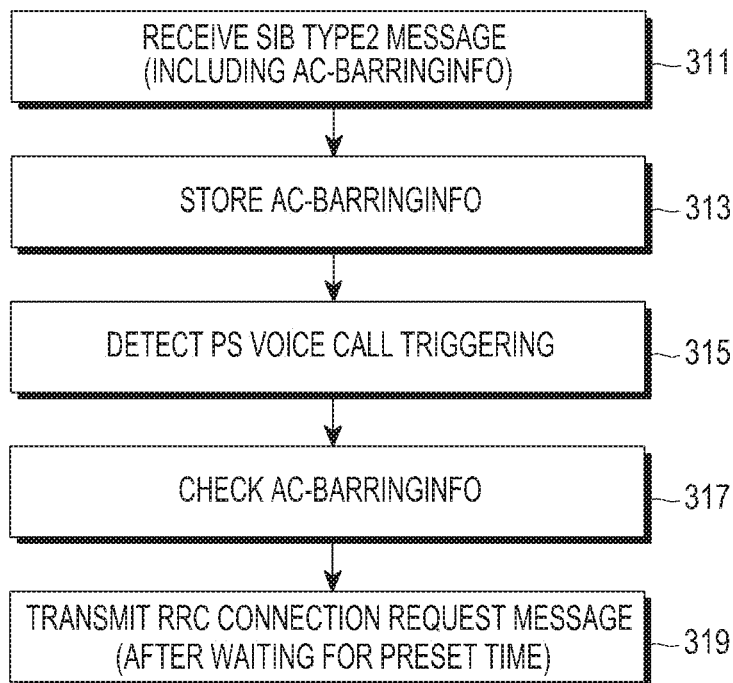 RECEIVE SIB TYPE2 MESSAGE
(INCLUDING AC-BARRINGINFO)
311
STORE AC-BARRINGINFO
313
DETECT PS VOICE CALL TRIGGERING
315
CHECK AC-BARRINGINFO
317
TRANSMIT RRC CONNECTION REQUEST MESSAGE
(AFTER WAITING FOR PRESET TIME)
319